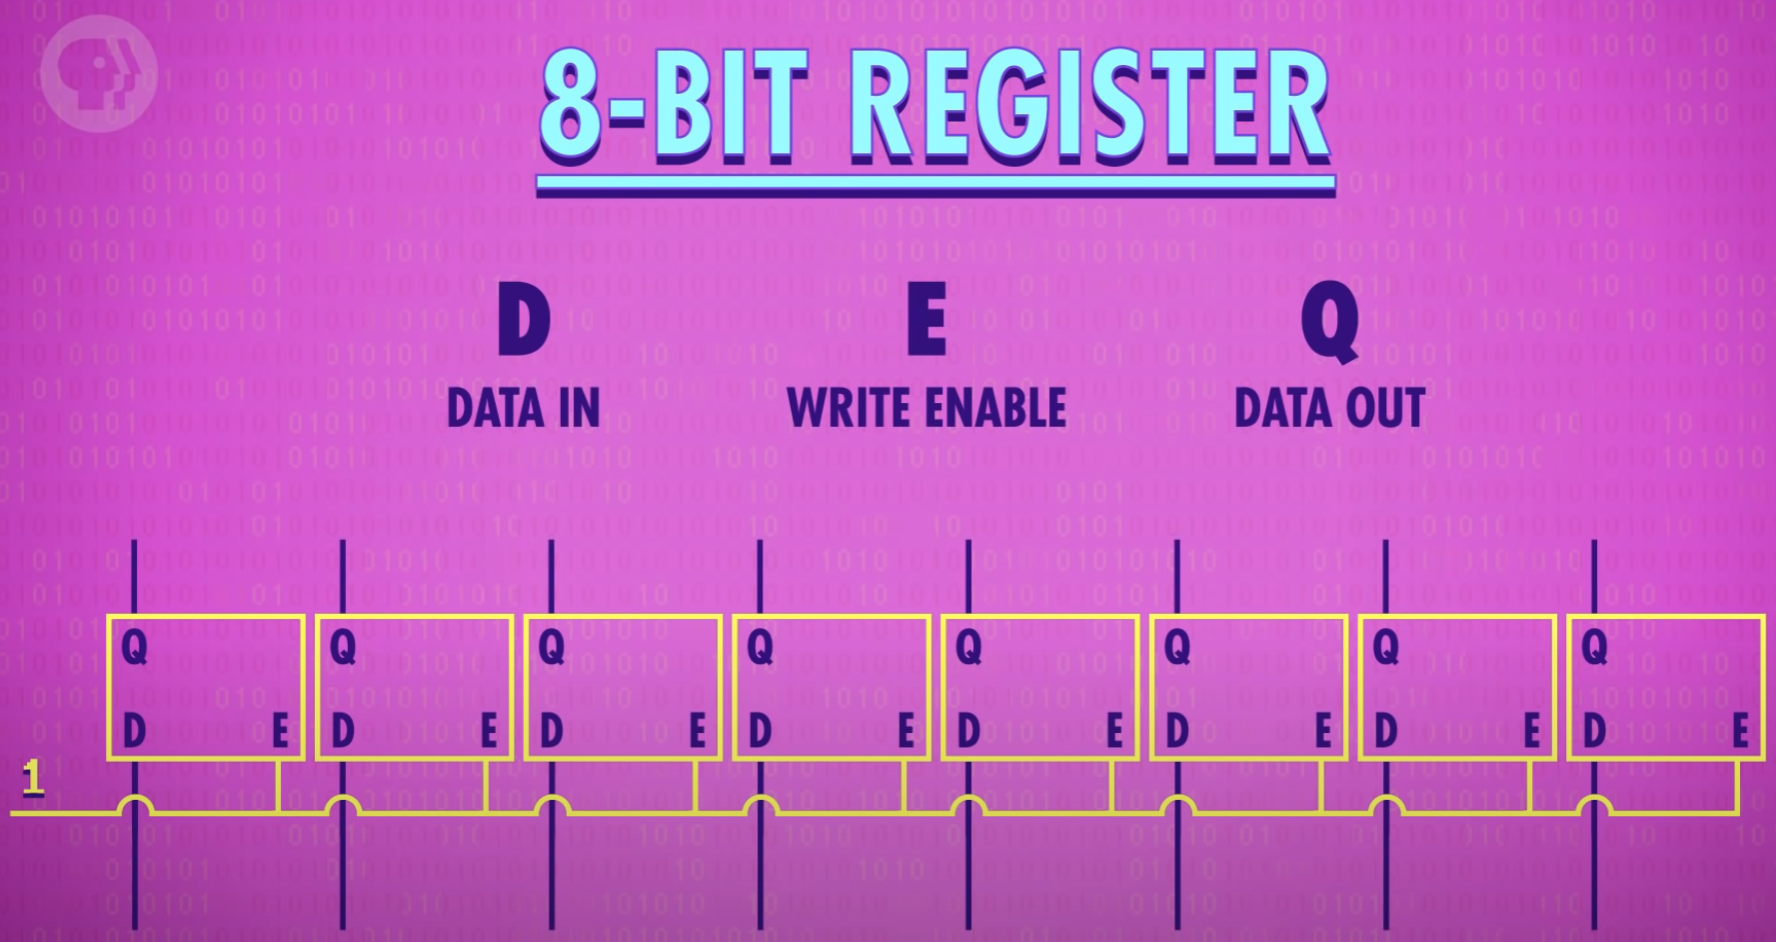 8-BIT REGISTER
D E Q
DATA IN WRITE ENABLE DATA OUT
Q Q Q Q Q Q Q Q
D E D E D E D E D E D E D E D E
1